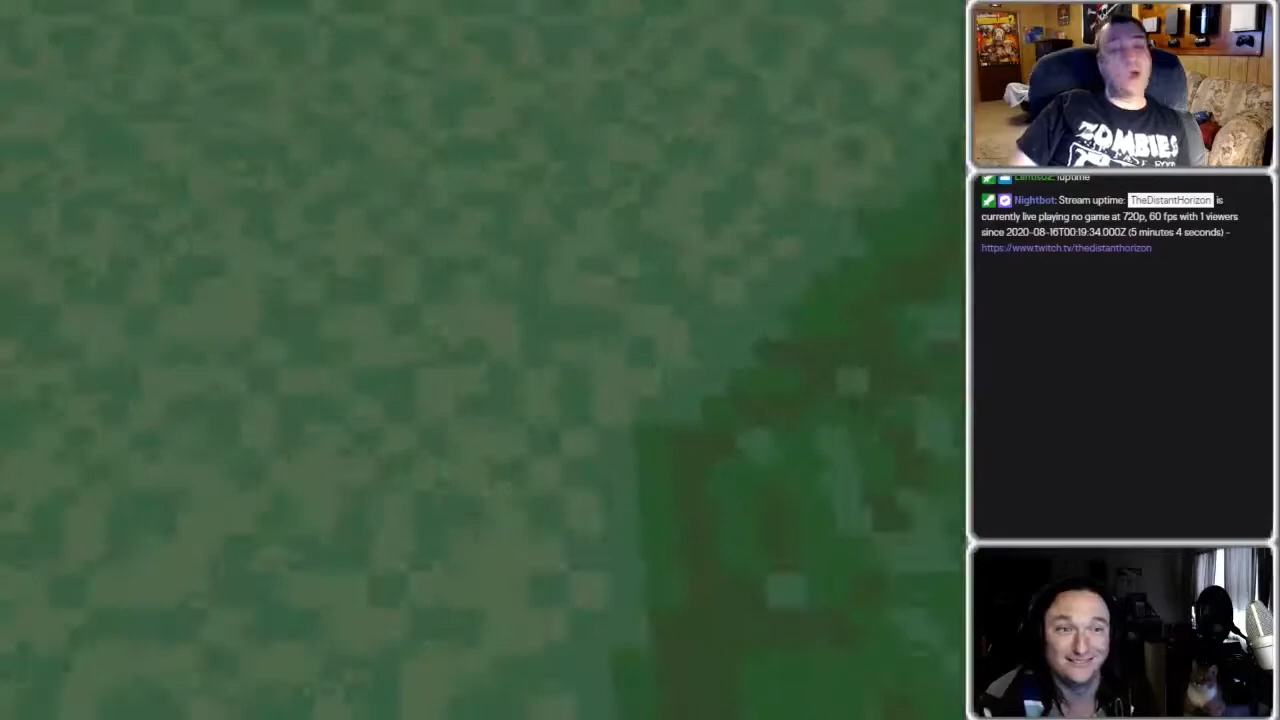 ZOMBIES
Lantis02: !uptime
Nightbot: Stream uptime: TheDistantHorizon is
currently live playing no game at 720p, 60 fps with 1 viewers
since 2020-08-16T00:19:34.000Z (5 minutes 4 seconds) -
https://www.twitch.tv/thedistanthorizon